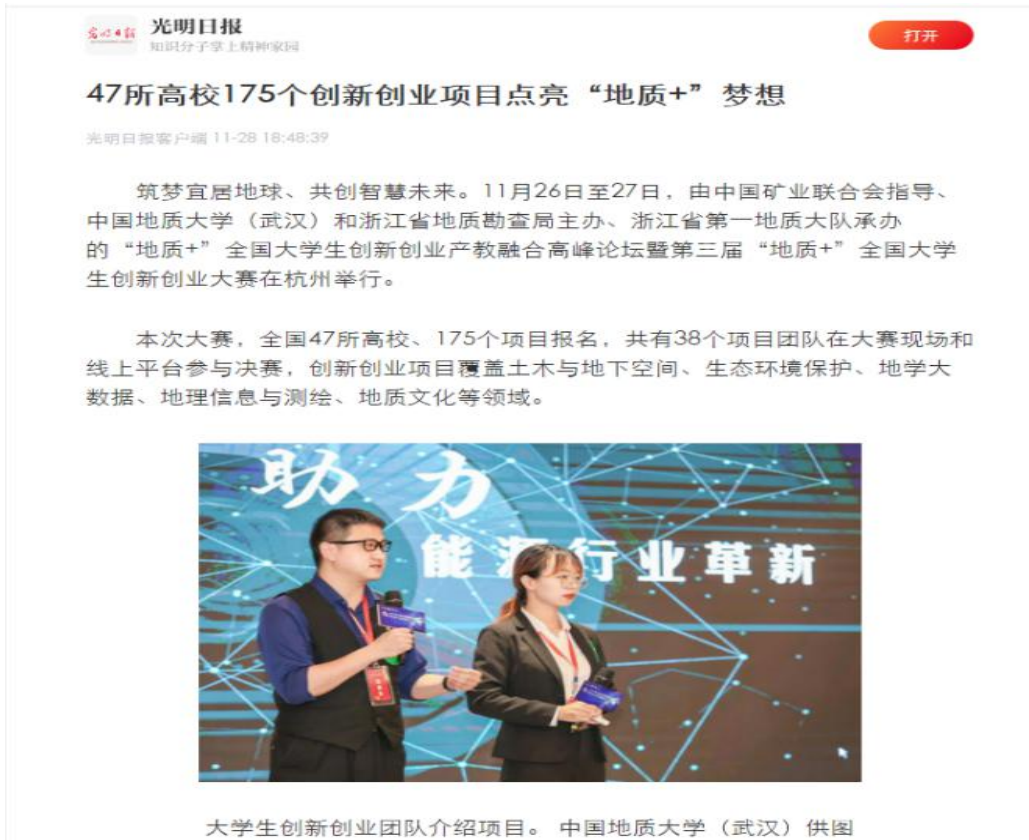 光明日报
光明日报
知识分子掌上精神家园
打开
47所高校175个创新创业项目点亮“地质+”梦想
光明日报客户端 11-28 18:48:39
筑梦宜居地球、共创智慧未来。11月26日至27日，由中国矿业联合会指导、
中国地质大学（武汉）和浙江省地质勘查局主办、浙江省第一地质大队承办
的“地质+”全国大学生创新创业产教融合高峰论坛暨第三届“地质+”全国大学
生创新创业大赛在杭州举行。
本次大赛，全国47所高校、175个项目报名，共有38个项目团队在大赛现场和
线上平台参与决赛，创新创业项目覆盖土木与地下空间、生态环境保护、地学大
数据、地理信息与测绘、地质文化等领域。
助力
能源行业革新
大学生创新创业团队介绍项目。 中国地质大学（武汉）供图